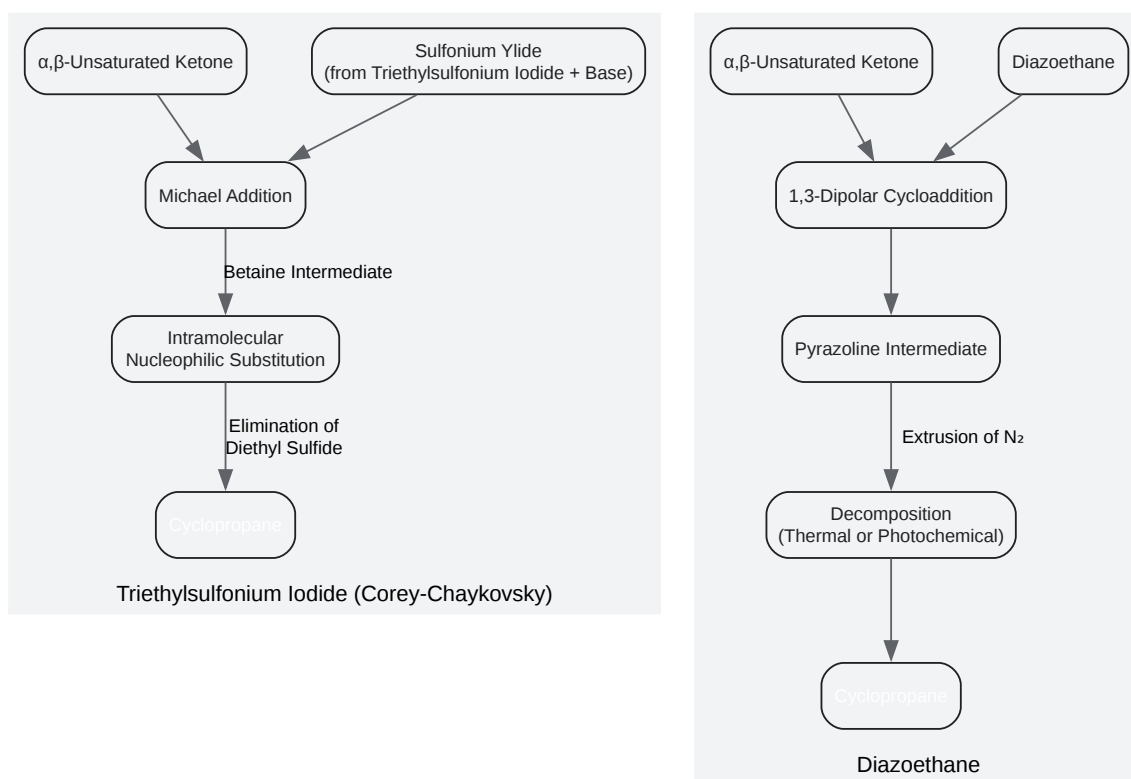 α,β-Unsaturated Ketone
Sulfonium Ylide
(from Triethylsulfonium Iodide + Base)
Michael Addition
Betaine Intermediate
Intramolecular
Nucleophilic Substitution
Elimination of
Diethyl Sulfide
Cyclopropane
Triethylsulfonium Iodide (Corey-Chaykovsky)
α,β-Unsaturated Ketone
Diazoethane
1,3-Dipolar Cycloaddition
Pyrazoline Intermediate
Extrusion of N₂
Decomposition
(Thermal or Photochemical)
Cyclopropane
Diazoethane